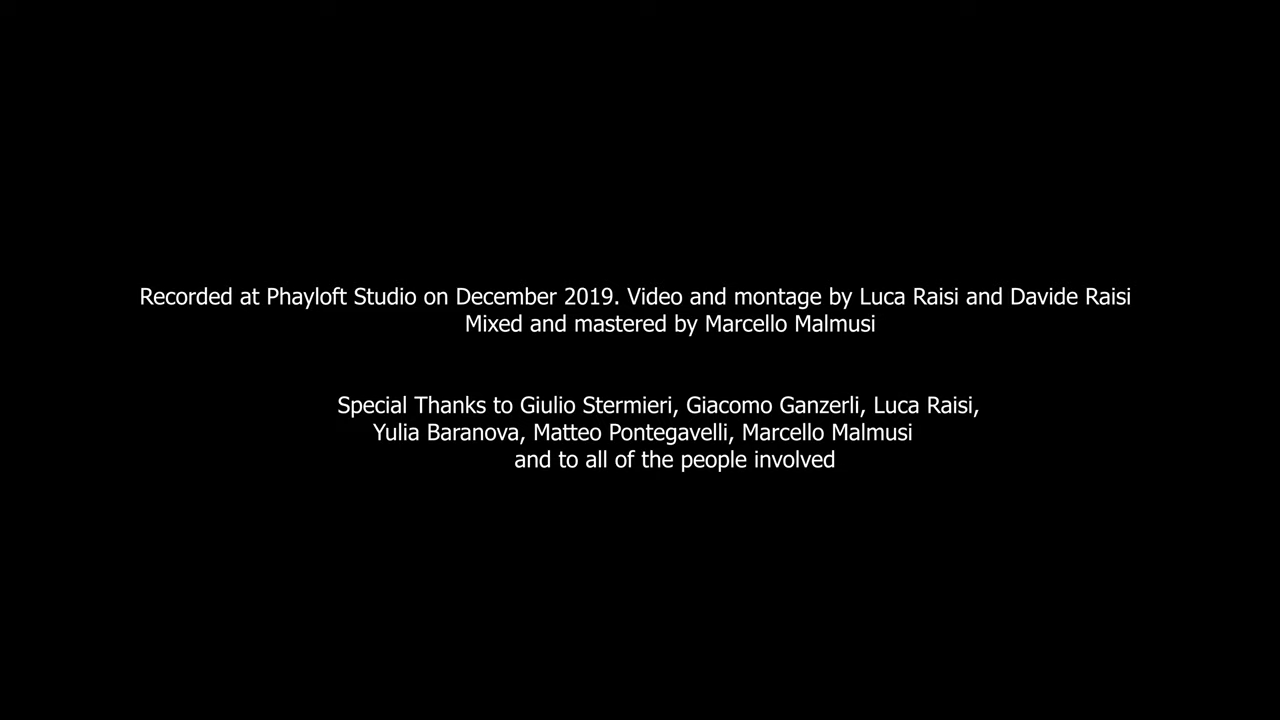 Recorded at Phayloft Studio on December 2019. Video and montage by Luca Raisi and Davide Raisi
Mixed and mastered by Marcello Malmusi
Special Thanks to Giulio Stermieri, Giacomo Ganzerli, Luca Raisi,
Yulia Baranova, Matteo Pontegavelli, Marcello Malmusi
and to all of the people involved